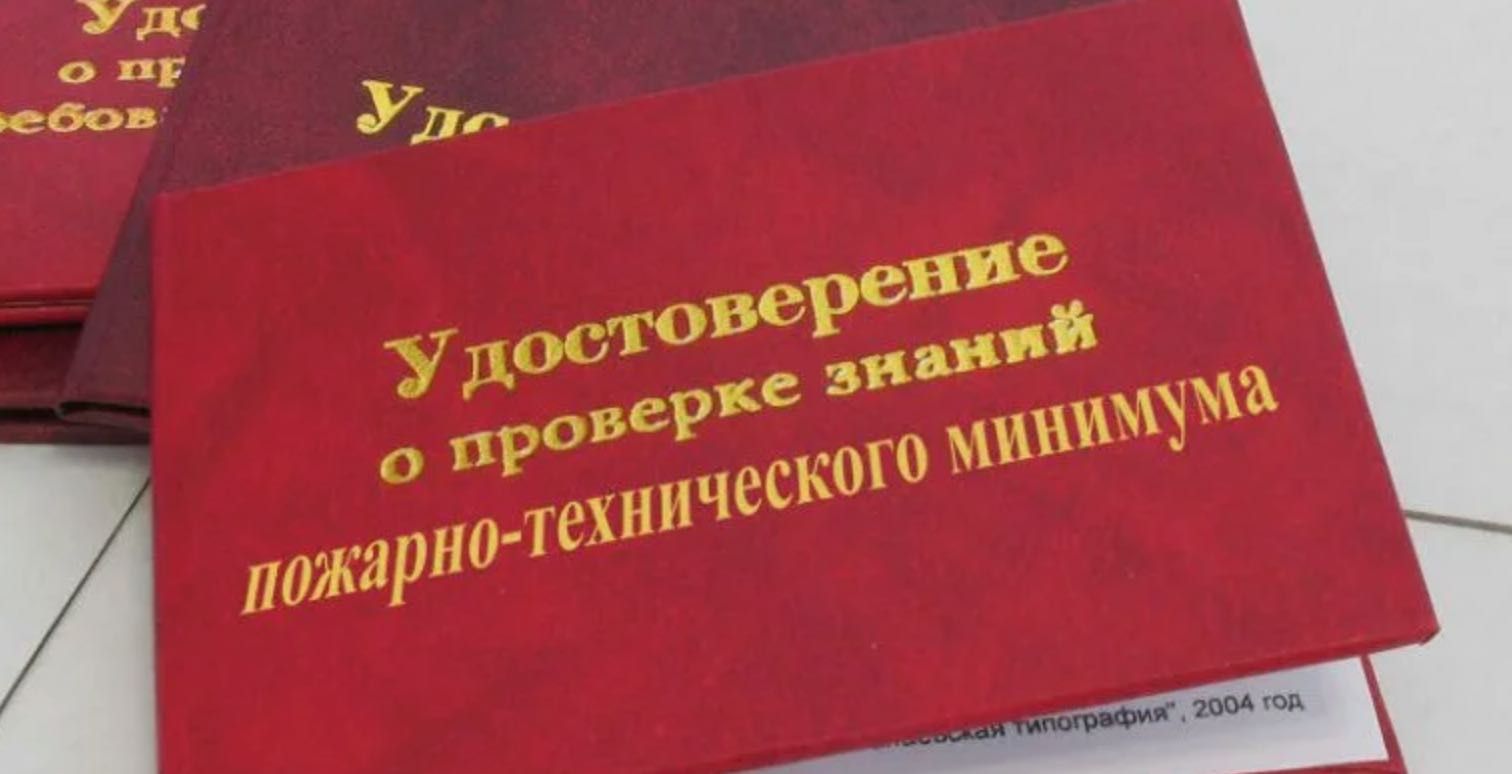 Удостоверение
о проверке знаний
пожарно-технического минимума
типография", 2004 год